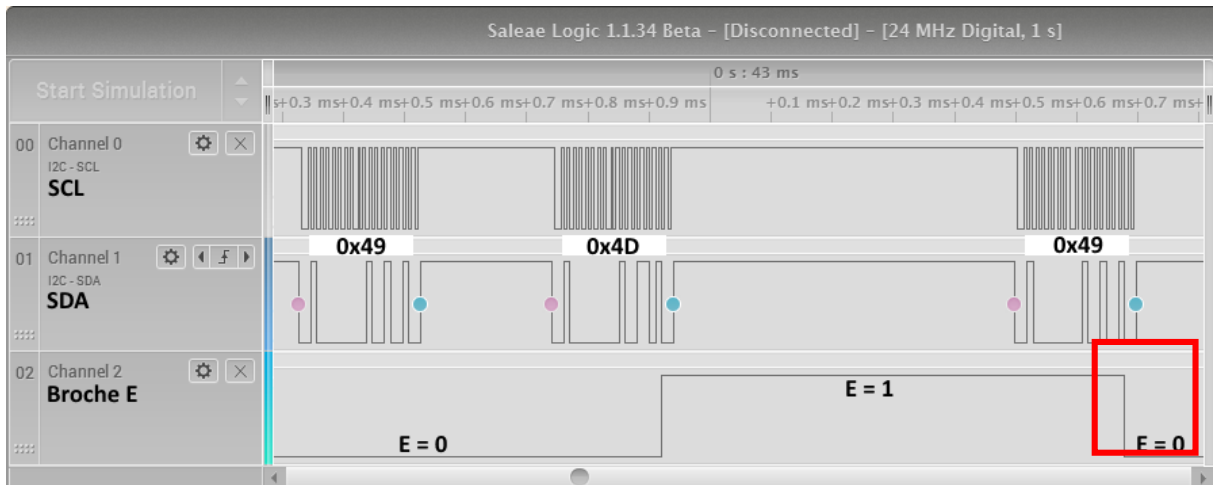 Saleae Logic 1.1.34 Beta – [Disconnected] – [24 MHz Digital, 1 s]
Start Simulation
0 s : 43 ms
s+0.3 ms+0.4 ms+0.5 ms+0.6 ms+0.7 ms+0.8 ms+0.9 ms +0.1 ms+0.2 ms+0.3 ms+0.4 ms+0.5 ms+0.6 ms+0.7 ms+
00 Channel 0
I2C - SCL
SCL
0x49 0x4D 0x49
01 Channel 1
I2C - SDA
SDA
02 Channel 2
Broche E
E = 1
E = 0 E = 0